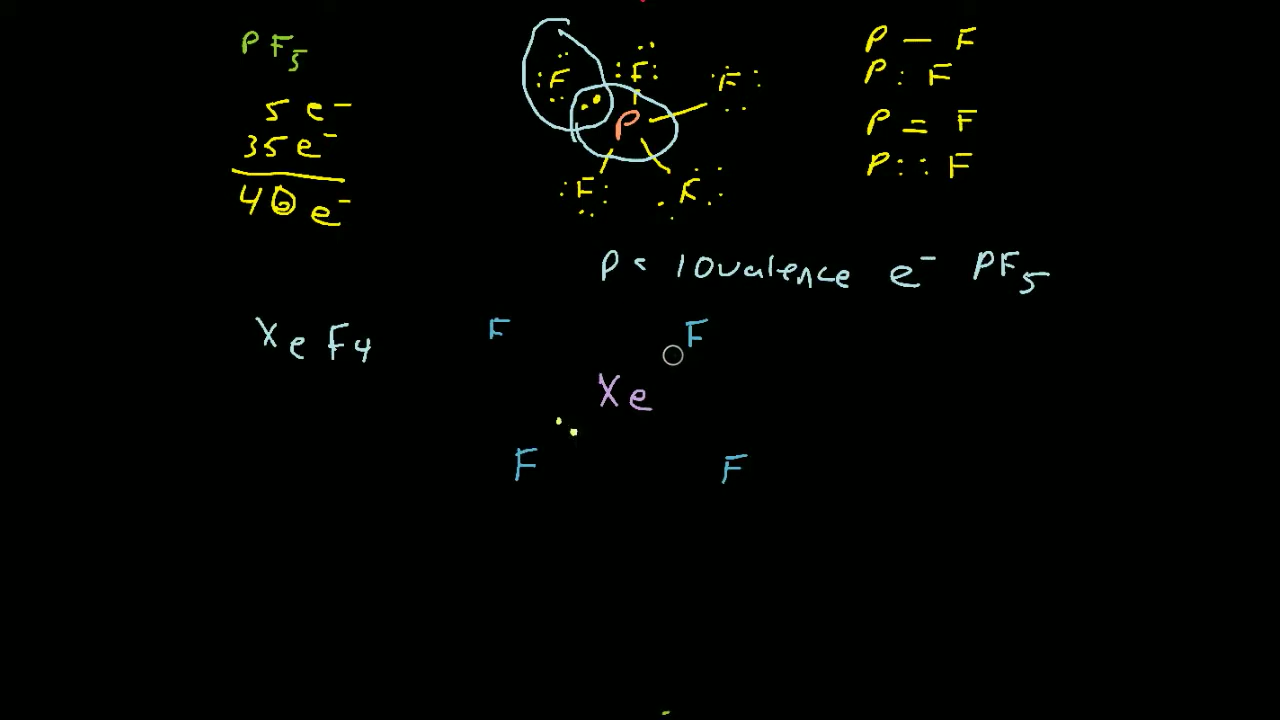 PF5
5 e-
35 e-
40 e-
:F :F: F
P
:F: F
P — F
P : F
P = F
P :: F
P < 10 valence e- PF5
XeF4
F F
Xe
F F